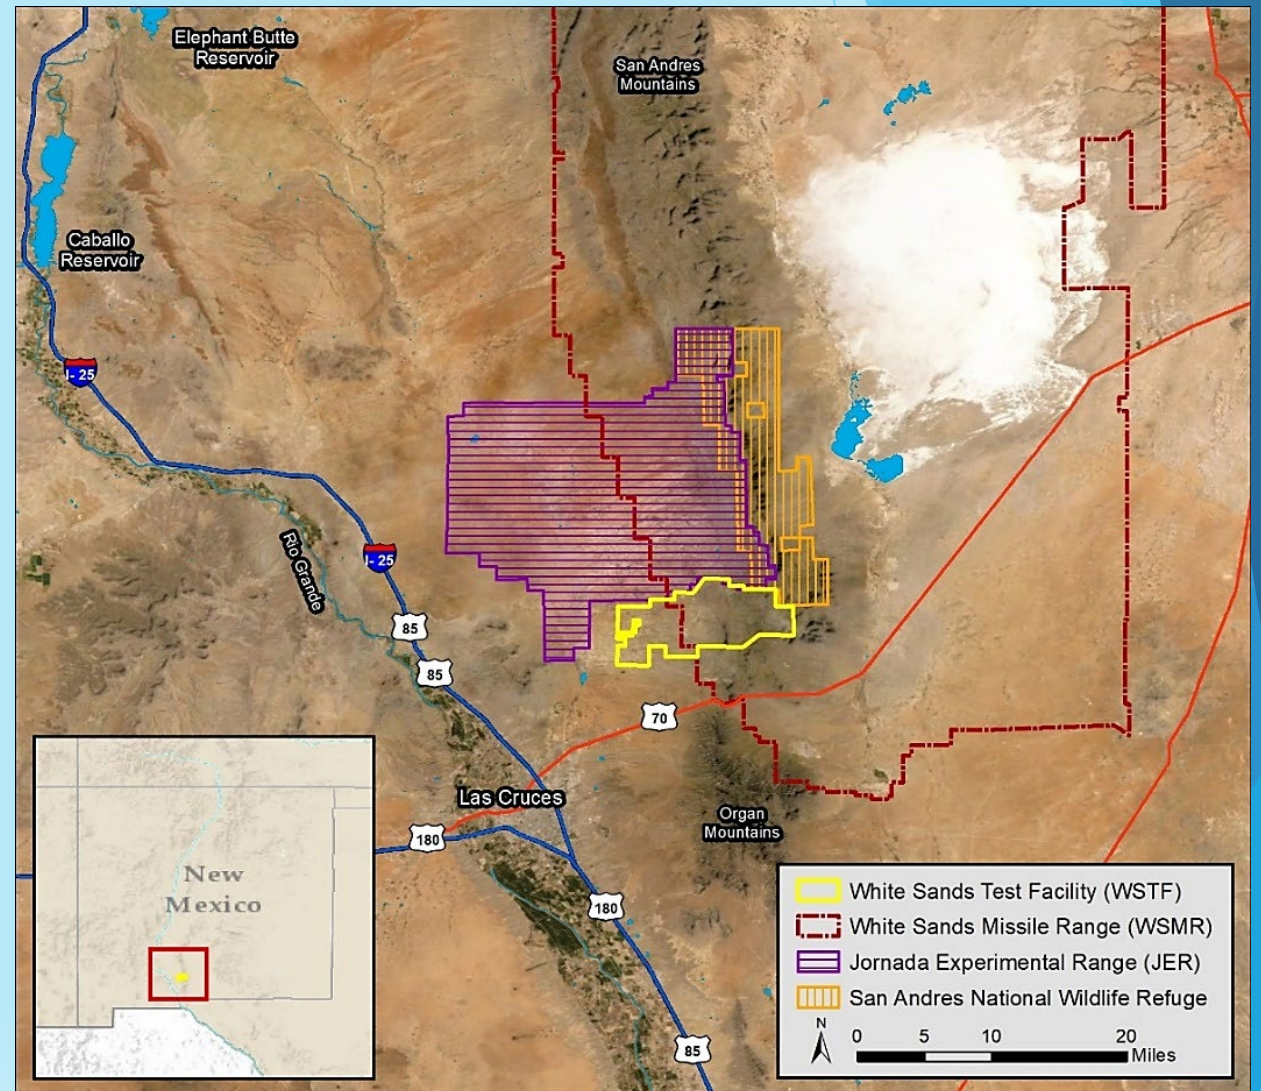 Elephant Butte
Reservoir
San Andres
Mountains
Caballo
Reservoir
I-25
Rio Grande
I-25
85
85
70
Las Cruces
180
Organ
Mountains
180
85
New
Mexico
White Sands Test Facility (WSTF)
White Sands Missile Range (WSMR)
Jornada Experimental Range (JER)
San Andres National Wildlife Refuge
N
0 5 10 20
Miles